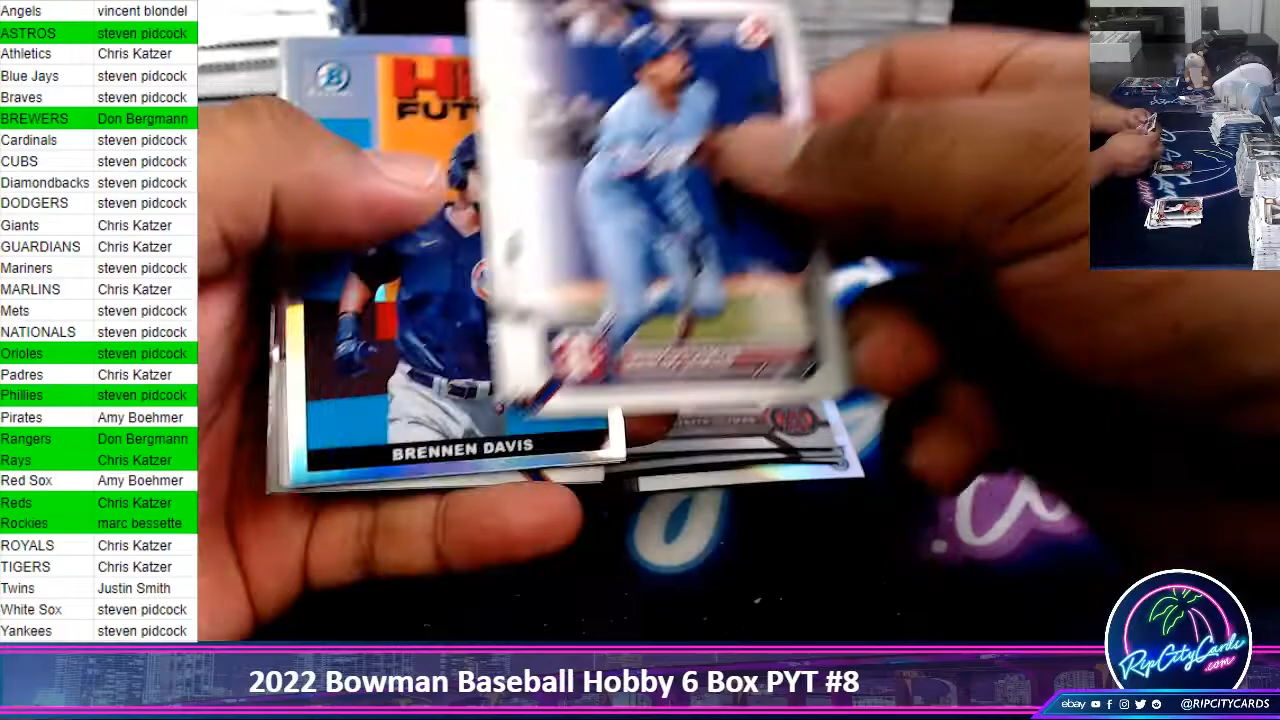 Angels vincent blondel
ASTROS steven pidcock
Athletics Chris Katzer
Blue Jays steven pidcock
Braves steven pidcock
BREWERS Don Bergmann
Cardinals steven pidcock
CUBS steven pidcock
Diamondbacks steven pidcock
DODGERS steven pidcock
Giants Chris Katzer
GUARDIANS Chris Katzer
Mariners steven pidcock
MARLINS Chris Katzer
Mets steven pidcock
NATIONALS steven pidcock
Orioles steven pidcock
Padres Chris Katzer
Phillies steven pidcock
Pirates Amy Boehmer
Rangers Don Bergmann
Rays Chris Katzer
Red Sox Amy Boehmer
Reds Chris Katzer
Rockies marc bessette
ROYALS Chris Katzer
TIGERS Chris Katzer
Twins Justin Smith
White Sox steven pidcock
Yankees steven pidcock
BRENNEN DAVIS
2022 Bowman Baseball Hobby 6 Box PYT #8
RipCityCards
.com
ebay @RIPCITYCARDS